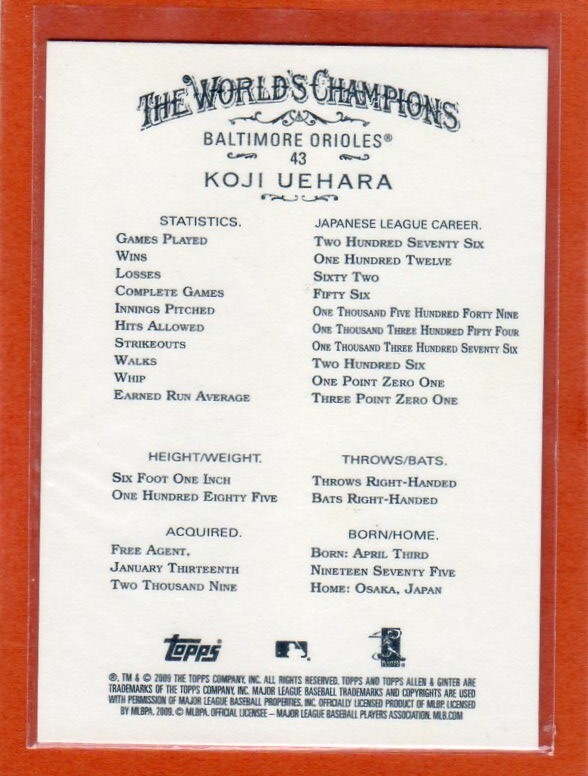 THE WORLD'S CHAMPIONS
BALTIMORE ORIOLES®
43
KOJI UEHARA
STATISTICS. JAPANESE LEAGUE CAREER.
GAMES PLAYED TWO HUNDRED SEVENTY SIX
WINS ONE HUNDRED TWELVE
LOSSES SIXTY TWO
COMPLETE GAMES FIFTY SIX
INNINGS PITCHED ONE THOUSAND FIVE HUNDRED FORTY NINE
HITS ALLOWED ONE THOUSAND THREE HUNDRED FIFTY FOUR
STRIKEOUTS ONE THOUSAND THREE HUNDRED SEVENTY SIX
WALKS TWO HUNDRED SIX
WHIP ONE POINT ZERO ONE
EARNED RUN AVERAGE THREE POINT ZERO ONE
HEIGHT/WEIGHT.
SIX FOOT ONE INCH
ONE HUNDRED EIGHTY FIVE
THROWS/BATS.
THROWS RIGHT-HANDED
BATS RIGHT-HANDED
ACQUIRED.
FREE AGENT,
JANUARY THIRTEENTH
TWO THOUSAND NINE
BORN/HOME.
BORN: APRIL THIRD
NINETEEN SEVENTY FIVE
HOME: OSAKA, JAPAN
Topps
®, TM & © 2009 THE TOPPS COMPANY, INC. ALL RIGHTS RESERVED. TOPPS AND TOPPS ALLEN & GINTER ARE
TRADEMARKS OF THE TOPPS COMPANY, INC. MAJOR LEAGUE BASEBALL TRADEMARKS AND COPYRIGHTS ARE USED
WITH PERMISSION OF MAJOR LEAGUE BASEBALL PROPERTIES, INC. OFFICIALLY LICENSED PRODUCT OF MLBP. LICENSED
BY MLBPA, 2009. © MLBPA. OFFICIAL LICENSEE – MAJOR LEAGUE BASEBALL PLAYERS ASSOCIATION. MLB.COM